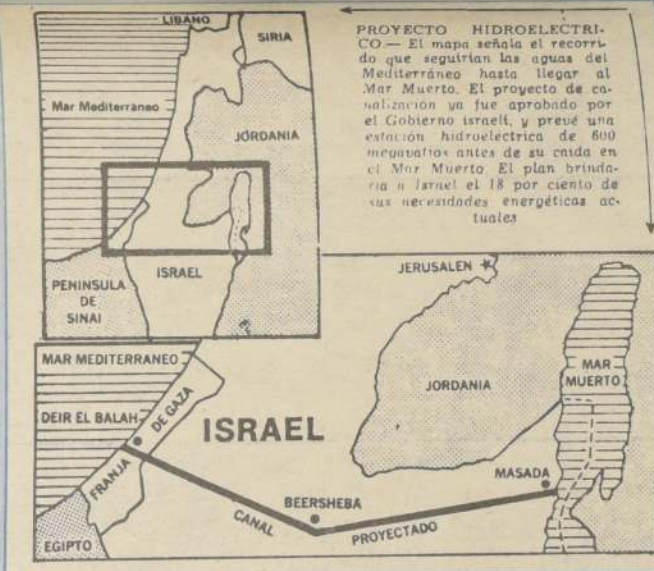 PROYECTO HIDROELECTRI-
CO.— El mapa señala el recorri-
do que seguirían las aguas del
Mediterráneo hasta llegar al
Mar Muerto. El proyecto de ca-
nalización ya fue aprobado por
el Gobierno israelí, y prevé una
estación hidroeléctrica de 600
megavatios antes de su caída en
el Mar Muerto. El plan brinda-
ría a Israel el 18 por ciento de
sus necesidades energéticas ac-
tuales
LIBANO
SIRIA
Mar Mediterráneo
JORDANIA
ISRAEL
PENINSULA
DE
SINAI
JERUSALEN
MAR MEDITERRANEO
DEIR EL BALAH
FRANJA DE GAZA
ISRAEL
JORDANIA
MAR
MUERTO
MASADA
BEERSHEBA
CANAL PROYECTADO
EGIPTO